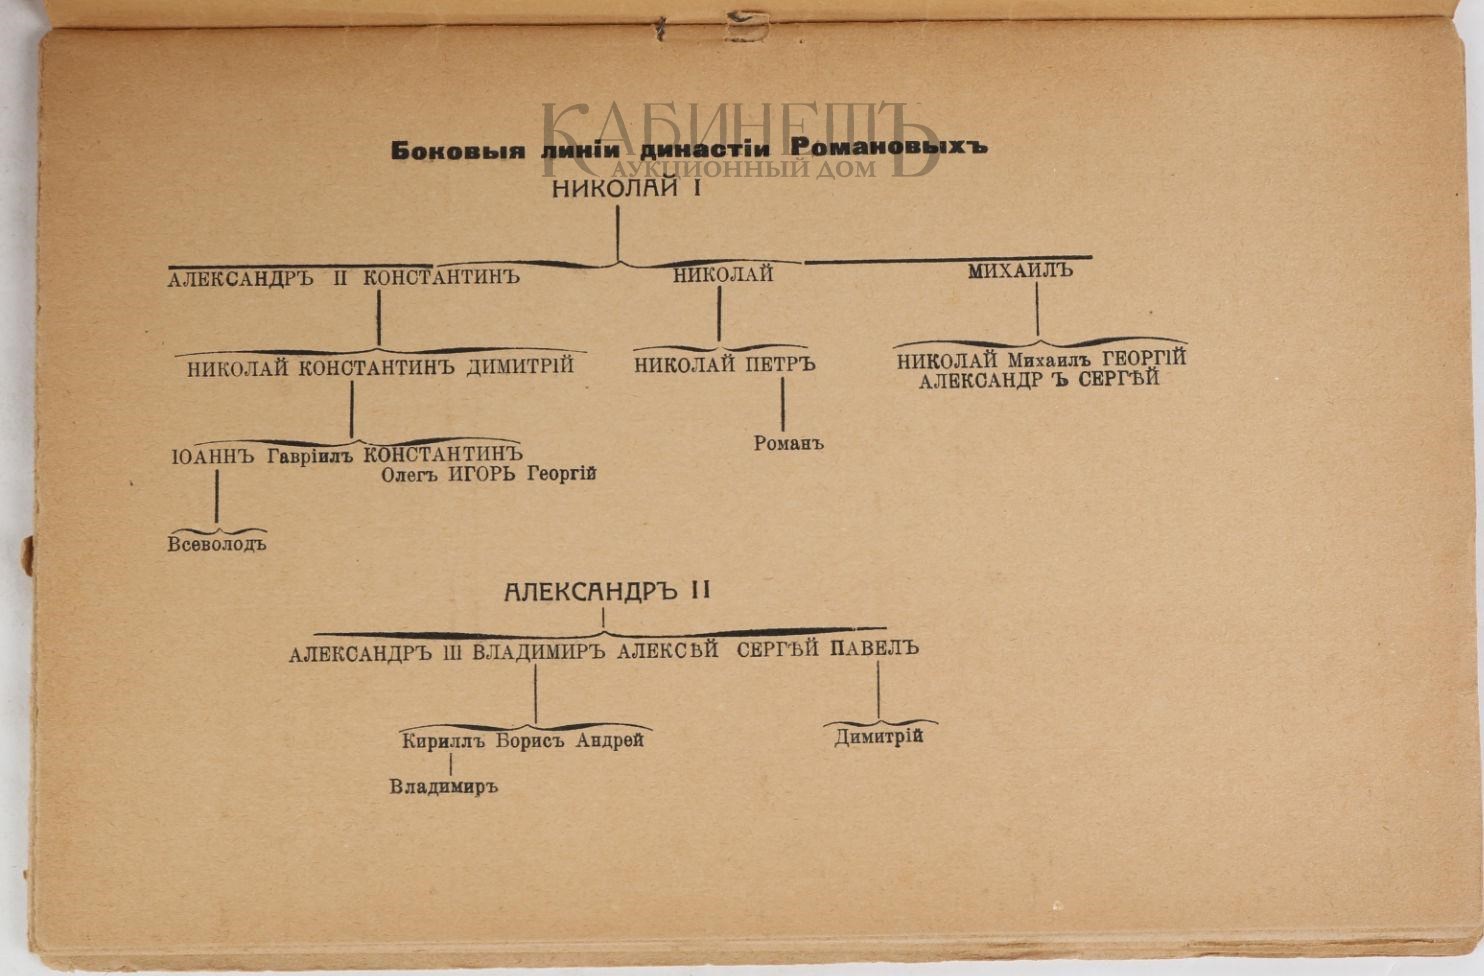 КАБИНЕТЪ
Боковыя линіи династіи Романовыхъ
АУКЦИОННЫЙ ДОМ
НИКОЛАЙ I
АЛЕКСАНДРЪ II КОНСТАНТИНЪ НИКОЛАЙ МИХАИЛЪ
НИКОЛАЙ КОНСТАНТИНЪ ДИМИТРІЙ НИКОЛАЙ ПЕТРЪ НИКОЛАЙ Михаилъ ГЕОРГІЙ
АЛЕКСАНДР Ъ СЕРГѢЙ
Романъ
ІОАННЪ Гавріилъ КОНСТАНТИНЪ
Олегъ ИГОРЬ Георгій
Всеволодъ
АЛЕКСАНДРЪ II
АЛЕКСАНДРЪ III ВЛАДИМИРЪ АЛЕКСѢЙ СЕРГѢЙ ПАВЕЛЪ
Кириллъ Борисъ Андрей Димитрій
Владимиръ